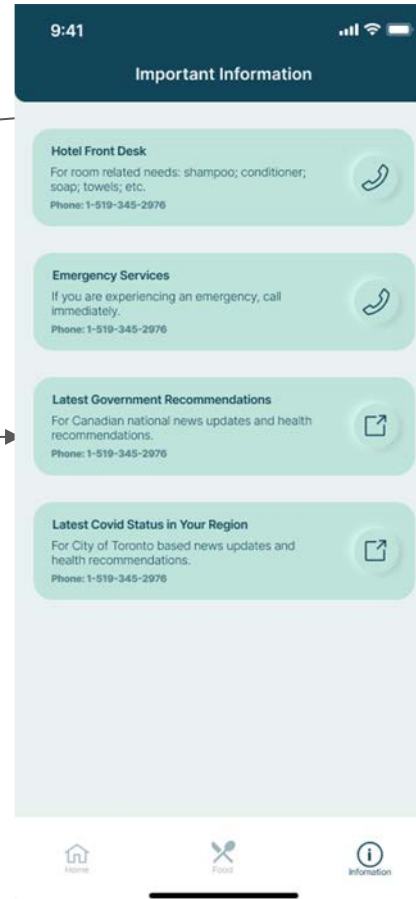 9:41
Important Information
Hotel Front Desk
For room related needs: shampoo; conditioner;
soap; towels; etc.
Phone: 1-519-345-2976
Emergency Services
If you are experiencing an emergency, call
immediately.
Phone: 1-519-345-2976
Latest Government Recommendations
For Canadian national news updates and health
recommendations.
Phone: 1-519-345-2976
Latest Covid Status in Your Region
For City of Toronto based news updates and
health recommendations.
Phone: 1-519-345-2976
Home
Food
Information